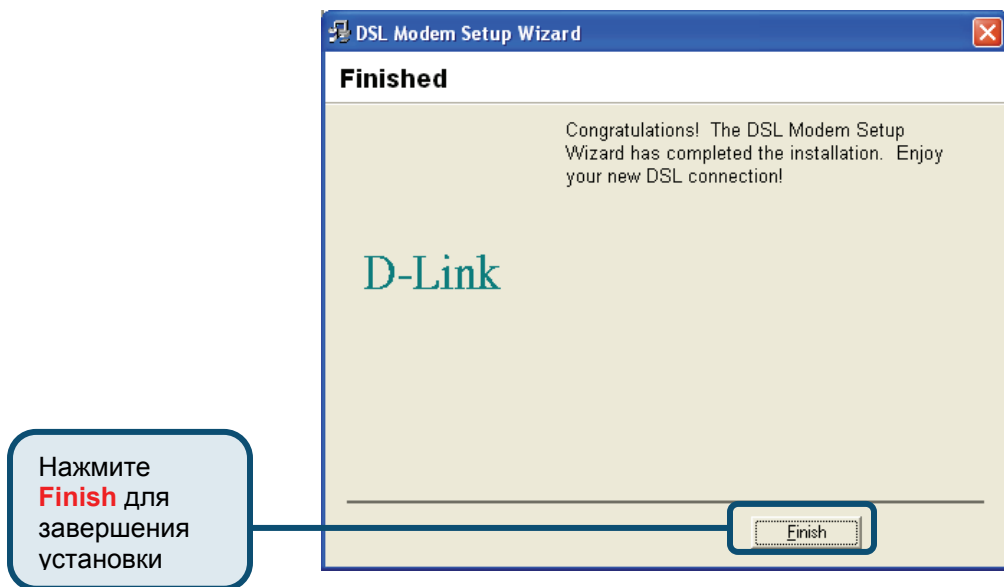 DSL Modem Setup Wizard
Finished
Congratulations! The DSL Modem Setup
Wizard has completed the installation. Enjoy
your new DSL connection!
D-Link
Нажмите
Finish для
завершения
установки
Finish